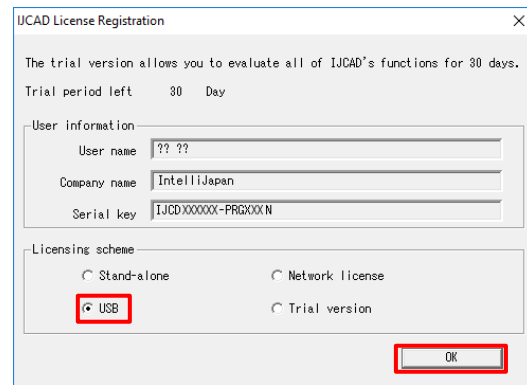 IJCAD License Registration
The trial version allows you to evaluate all of IJCAD's functions for 30 days.
Trial period left 30 Day
User information
User name ?? ??
Company name IntelliJapan
Serial key IJCDXXXXXX-PRGXXXN
Licensing scheme
Stand-alone Network license
USB Trial version
OK